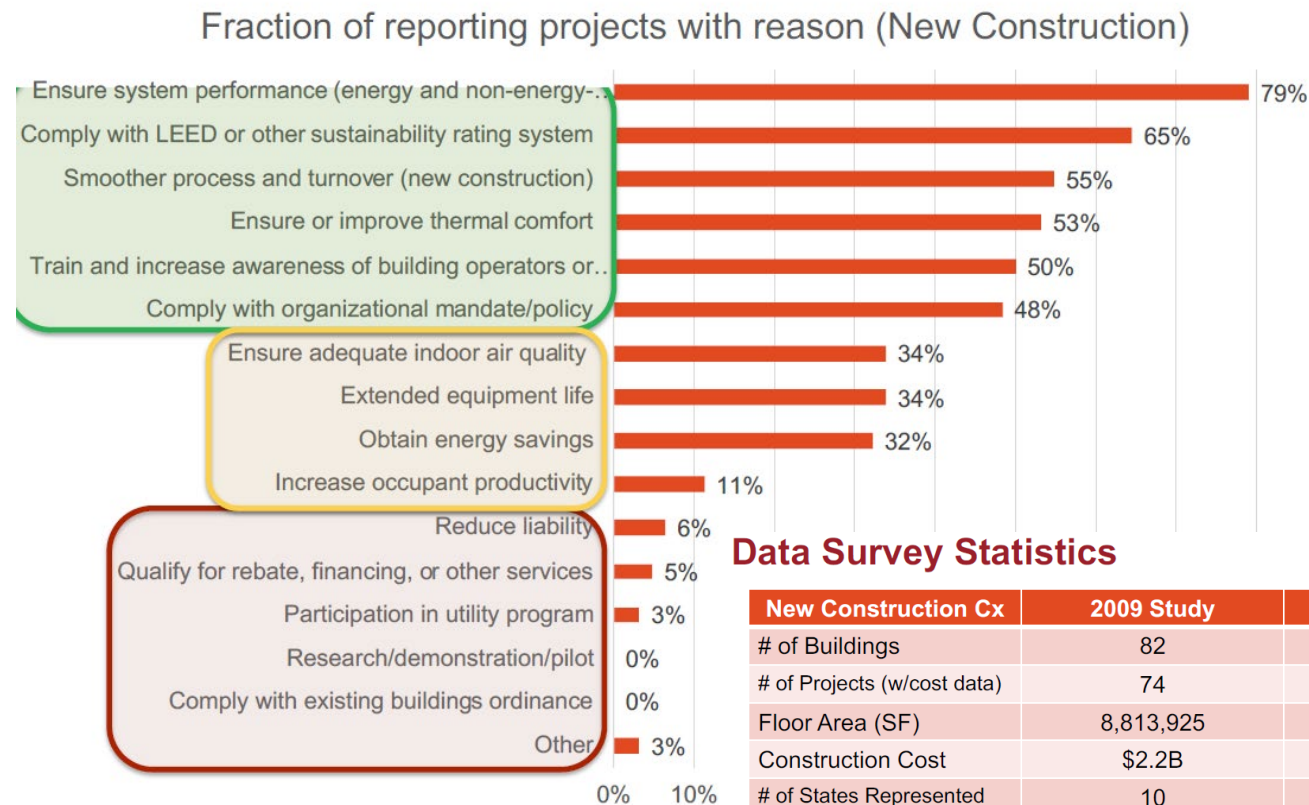 Fraction of reporting projects with reason (New Construction)
Ensure system performance (energy and non-energy-.. 79%
Comply with LEED or other sustainability rating system 65%
Smoother process and turnover (new construction) 55%
Ensure or improve thermal comfort 53%
Train and increase awareness of building operators or.. 50%
Comply with organizational mandate/policy 48%
Ensure adequate indoor air quality 34%
Extended equipment life 34%
Obtain energy savings 32%
Increase occupant productivity 11%
Reduce liability 6%
Qualify for rebate, financing, or other services 5%
Participation in utility program 3%
Research/demonstration/pilot 0%
Comply with existing buildings ordinance 0%
Other 3%
0% 10%
Data Survey Statistics
New Construction Cx 2009 Study
# of Buildings 82
# of Projects (w/cost data) 74
Floor Area (SF) 8,813,925
Construction Cost $2.2B
# of States Represented 10